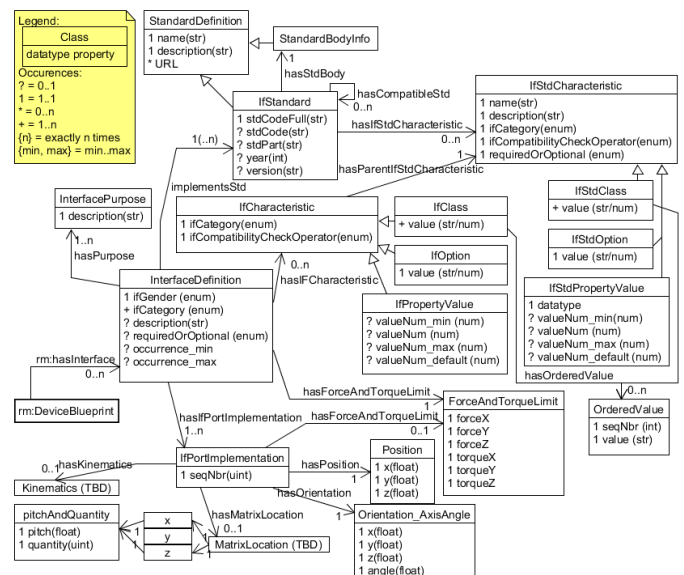 Legend:
Class
datatype property
Occurences:
? = 0..1
1 = 1..1
* = 0..n
+ = 1..n
{n} = exactly n times
{min, max} = min..max
StandardDefinition
1 name(str)
1 description(str)
* URL
StandardBodyInfo
1
hasStdBody
IfStandard
1 stdCodeFull(str)
? stdCode(str)
? stdPart(str)
? year(int)
? version(str)
hasCompatibleStd
0..n
hasIfStdCharacteristic
0..n
IfStdCharacteristic
1 name(str)
1 description(str)
1 ifCategory(enum)
1 ifCompatibilityCheckOperator(enum)
1 requiredOrOptional (enum)
1(..n)
1
hasParentIfStdCharacteristic
implementsStd
InterfacePurpose
1 description(str)
1..n
hasPurpose
IfCharacteristic
1 ifCategory(enum)
1 ifCompatibilityCheckOperator(enum)
IfClass
+ value (str/num)
IfOption
1 value (str/num)
IfStdClass
+ value (str/num)
IfStdOption
1 value (str/num)
0..n
hasIFCharacteristic
InterfaceDefinition
1 ifGender (enum)
+ ifCategory (enum)
? description(str)
? requiredOrOptional (enum)
? occurrence_min
? occurrence_max
IfPropertyValue
? valueNum_min (num)
? valueNum (num)
? valueNum_max (num)
? valueNum_default (num)
IfStdPropertyValue
1 datatype
? valueNum_min(num)
? valueNum (num)
? valueNum_max (num)
? valueNum_default (num)
hasOrderedValue
0..n
OrderedValue
1 seqNbr (int)
1 value (str)
rm:hasInterface
0..n
rm:DeviceBlueprint
hasForceAndTorqueLimit
1
hasIfPortImplementation
1..n
hasForceAndTorqueLimit
0..1
ForceAndTorqueLimit
1 forceX
1 forceY
1 forceZ
1 torqueX
1 torqueY
1 torqueZ
IfPortImplementation
1 seqNbr(uint)
0..1
hasKinematics
Kinematics (TBD)
hasPosition
1
Position
1 x(float)
1 y(float)
1 z(float)
hasOrientation
1
Orientation_AxisAngle
1 x(float)
1 y(float)
1 z(float)
1 angle(float)
hasMatrixLocation
0..1
MatrixLocation (TBD)
pitchAndQuantity
1 pitch(float)
1 quantity(uint)
x
y
z
1
1
1
1
1
1